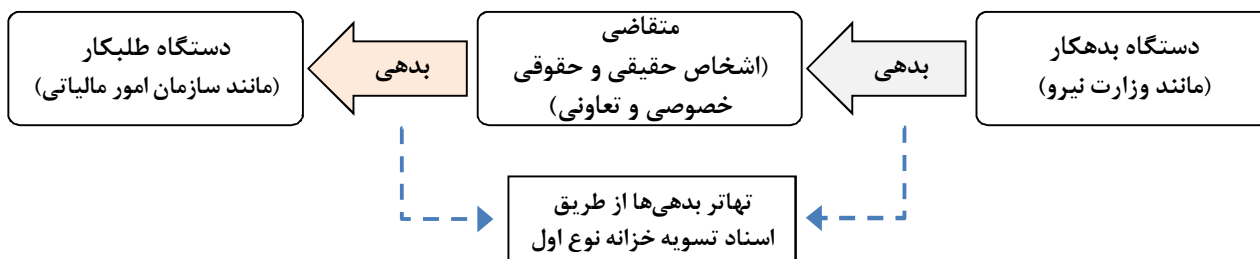 دستگاه بدهکار
(مانند وزارت نیرو)
بدهی
متقاضی
(اشخاص حقیقی و حقوقی
خصوصی و تعاونی)
بدهی
دستگاه طلبکار
(مانند سازمان امور مالیاتی)
تهاتر بدهی‌ها از طریق
اسناد تسویه خزانه نوع اول